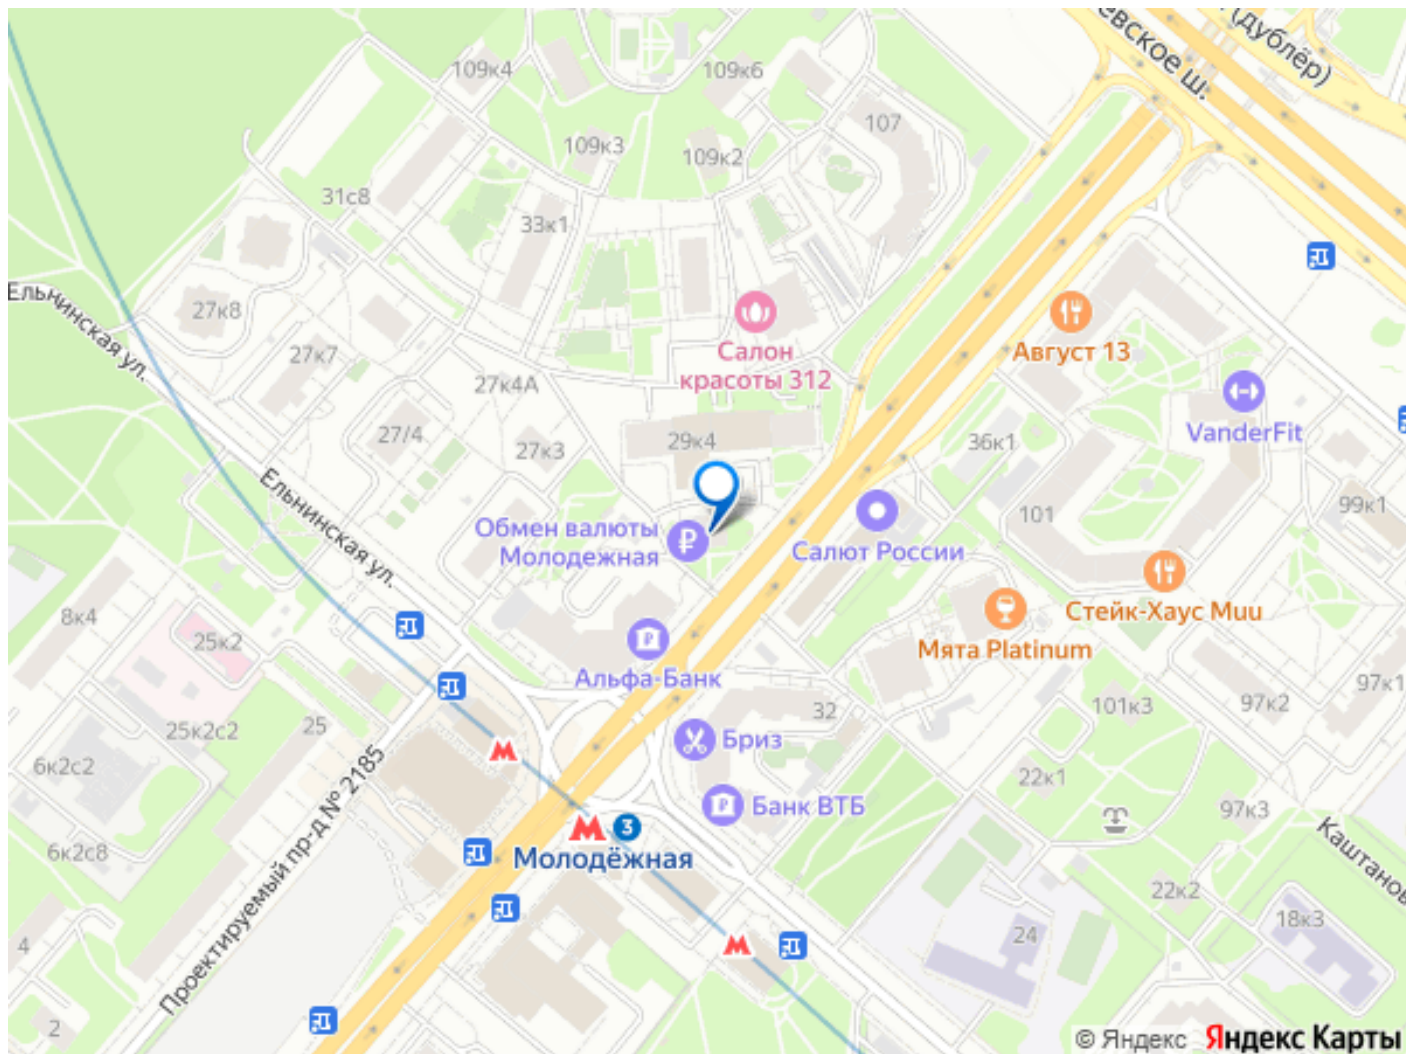 евское ш.
(дублёр)
109к4
109к6
107
109к3
109к2
31с8
33к1
Ельнинская ул.
27к8
27к7
Салон
красоты 312
Август 13
27к4А
VanderFit
27/4
27к3
29к4
36к1
Ельнинская ул.
Обмен валюты
Молодежная
Салют России
101
99к1
8к4
25к2
Стейк-Хаус Muu
Мята Platinum
Альфа-Банк
97к1
25к2с2
25
32
101к3
97к2
Бриз
6к2с2
22к1
Банк ВТБ
97к3
Проектируемый пр-д № 2185
3
Молодёжная
6к2с8
Каштанов
22к2
18к3
4
24
2
© Яндекс Яндекс Карты